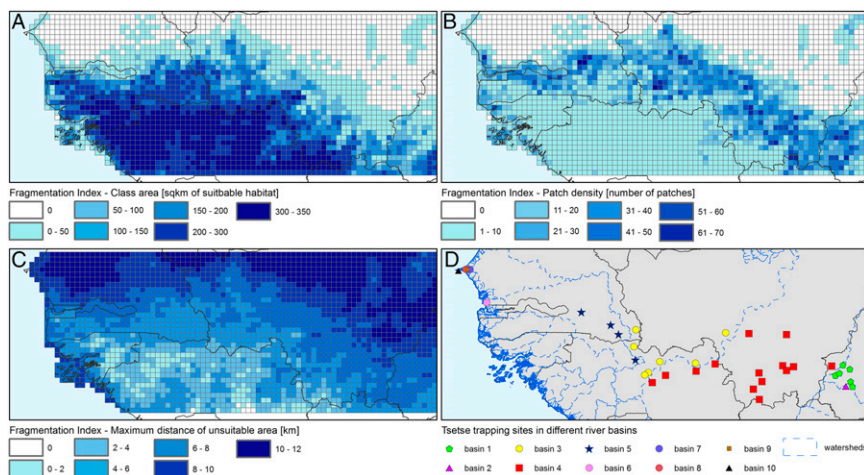 A
B
Fragmentation Index - Class area [sqkm of suitbable habitat]
0
50 - 100
150 - 200
300 - 350
0 - 50
100 - 150
200 - 300
Fragmentation Index - Patch density [number of patches]
0
11 - 20
31 - 40
51 - 60
1 - 10
21 - 30
41 - 50
61 - 70
C
D
Fragmentation Index - Maximum distance of unsuitable area [km]
0
2 - 4
6 - 8
10 - 12
0 - 2
4 - 6
8 - 10
Tsetse trapping sites in different river basins
basin 1
basin 3
basin 5
basin 7
basin 9
watersheds
basin 2
basin 4
basin 6
basin 8
basin 10